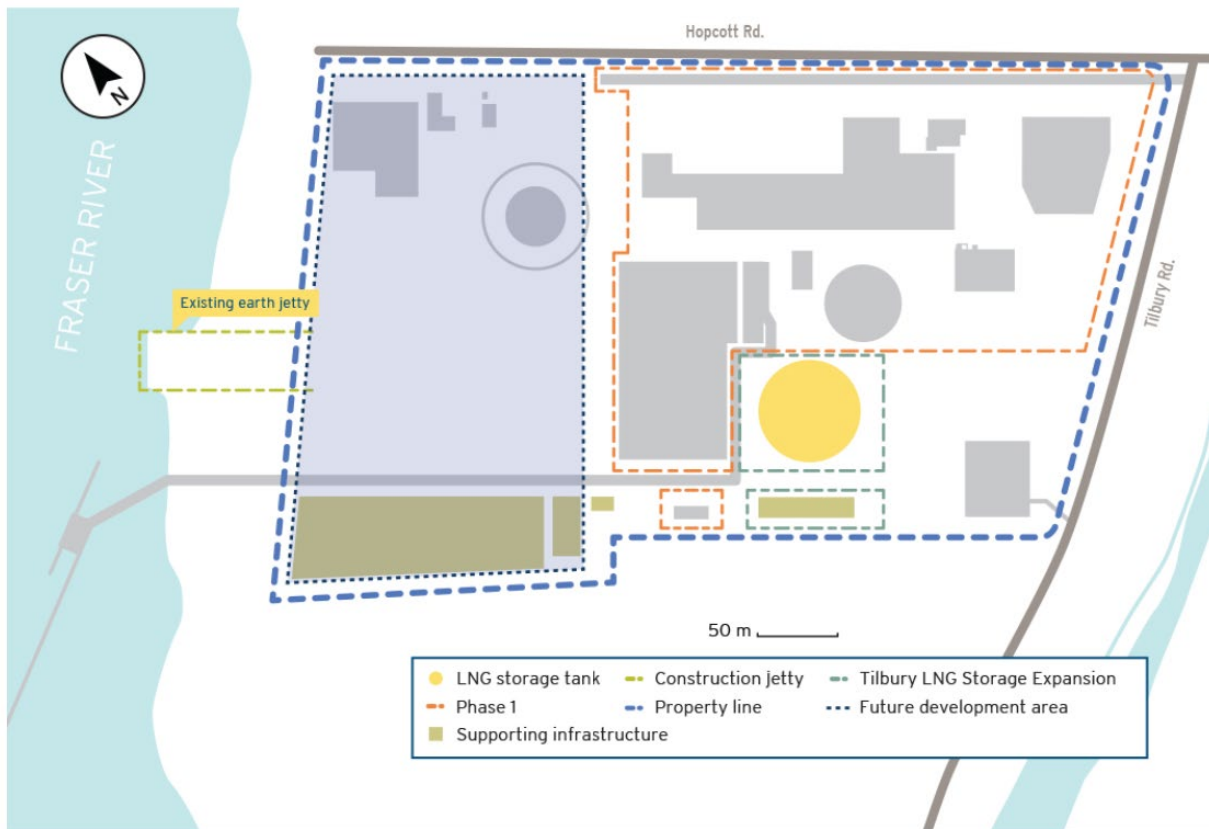 Hopcott Rd.
N
FRASER RIVER
Existing earth jetty
Tilbury Rd.
50 m
LNG storage tank
Construction jetty
Tilbury LNG Storage Expansion
Phase 1
Property line
Future development area
Supporting infrastructure